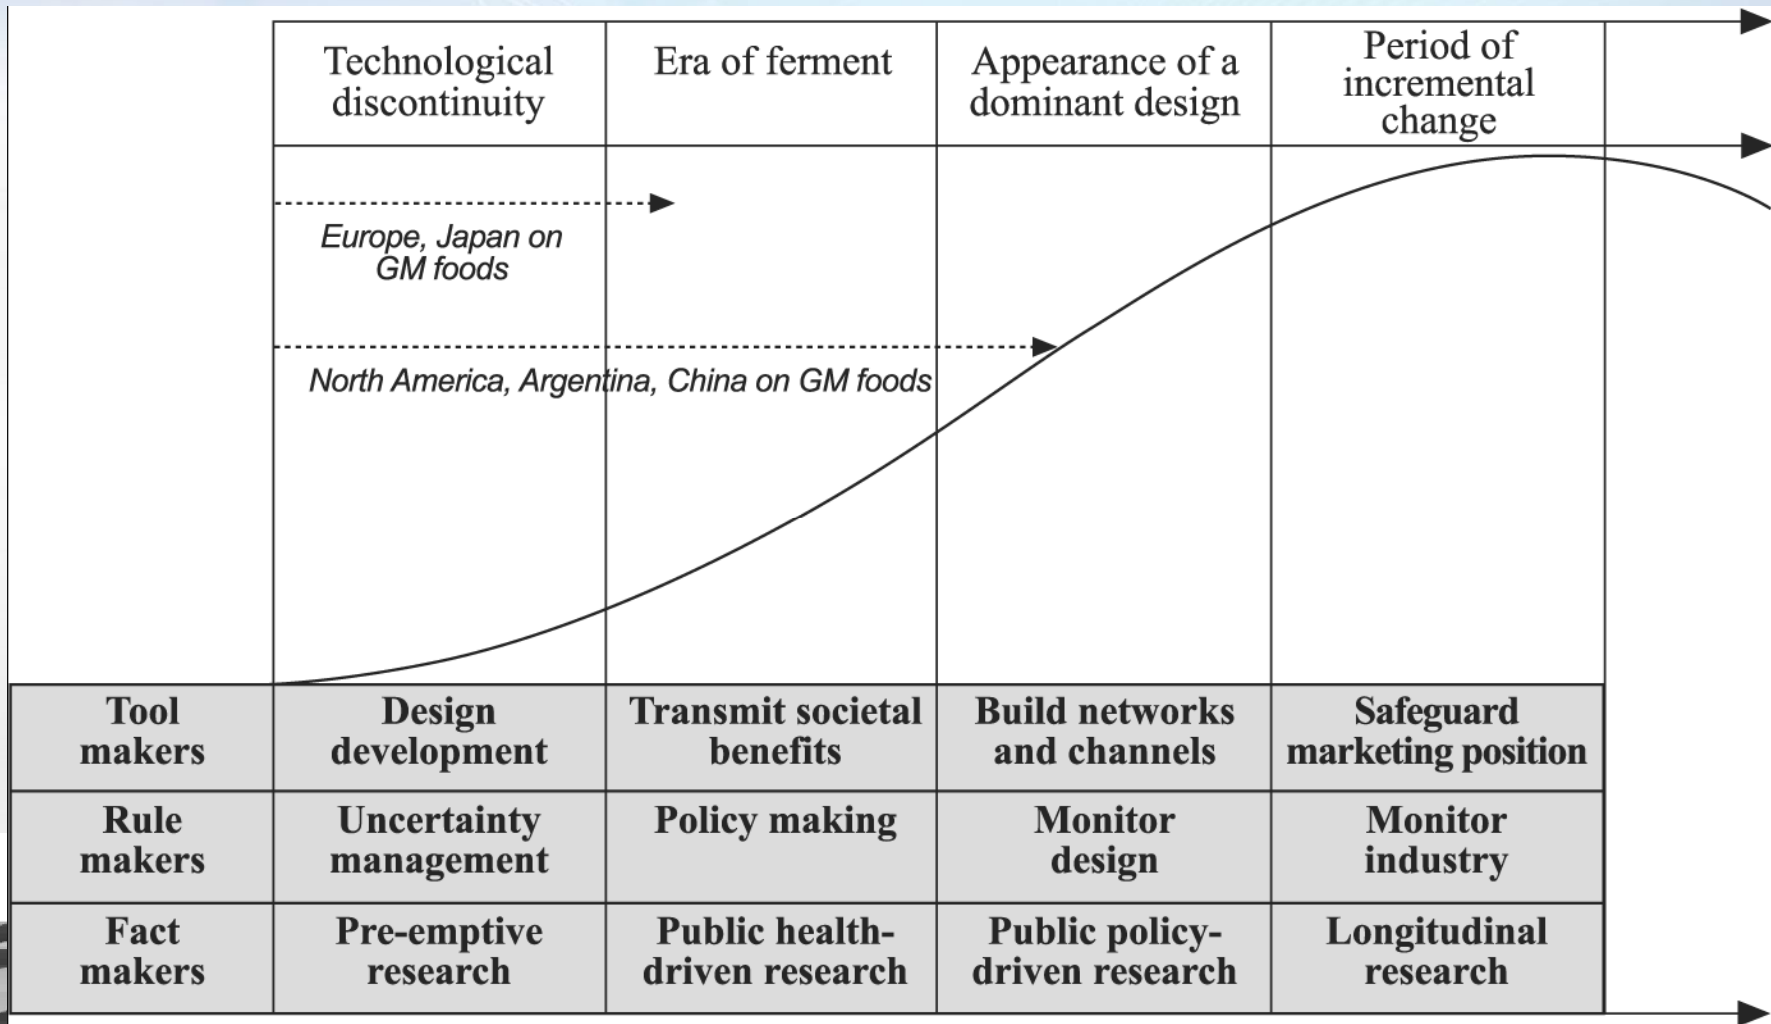 Technological
discontinuity
Era of ferment
Appearance of a
dominant design
Period of
incremental
change
Europe, Japan on
GM foods
North America, Argentina, China on GM foods
Tool
makers
Design
development
Transmit societal
benefits
Build networks
and channels
Safeguard
marketing position
Rule
makers
Uncertainty
management
Policy making
Monitor
design
Monitor
industry
Fact
makers
Pre-emptive
research
Public health-
driven research
Public policy-
driven research
Longitudinal
research